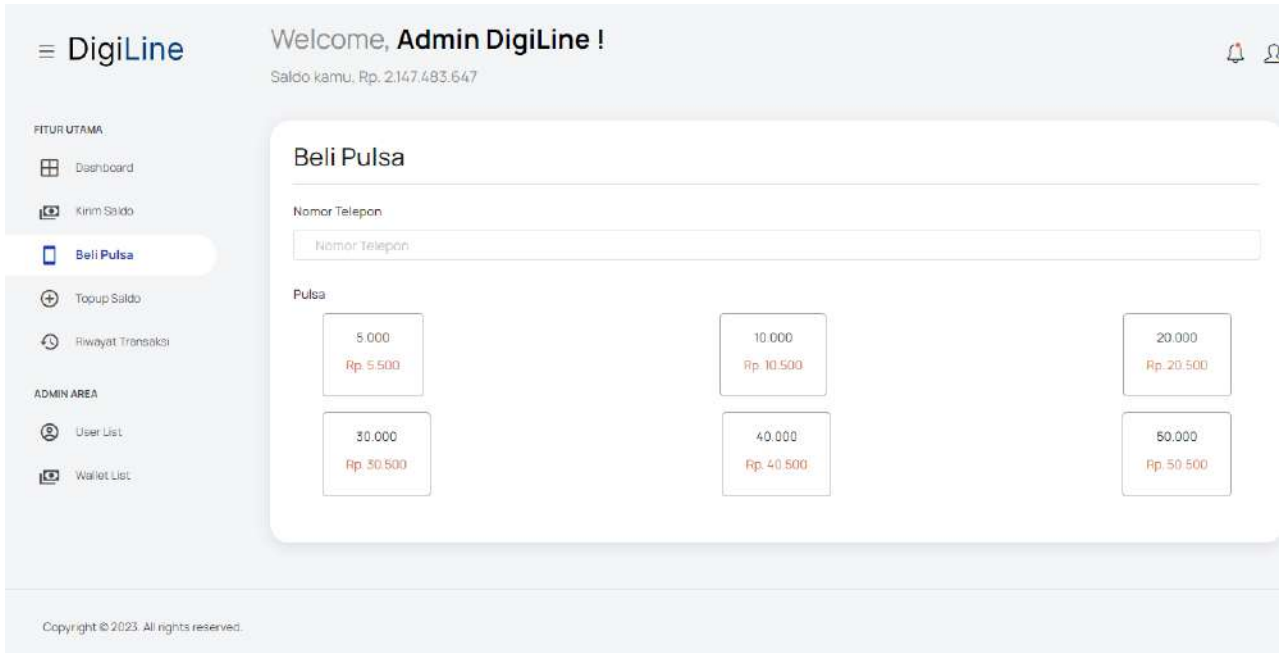 DigiLine
Welcome, Admin DigiLine !
Saldo kamu, Rp. 2.147.483.647
FITUR UTAMA
Dashboard
Kirim Saldo
Beli Pulsa
Topup Saldo
Riwayat Transaksi
ADMIN AREA
User List
Wallet List
Beli Pulsa
Nomor Telepon
Nomor Telepon
Pulsa
5.000
Rp. 5.500
10.000
Rp. 10.500
20.000
Rp. 20.500
30.000
Rp. 30.500
40.000
Rp. 40.500
50.000
Rp. 50.500
Copyright © 2023. All rights reserved.